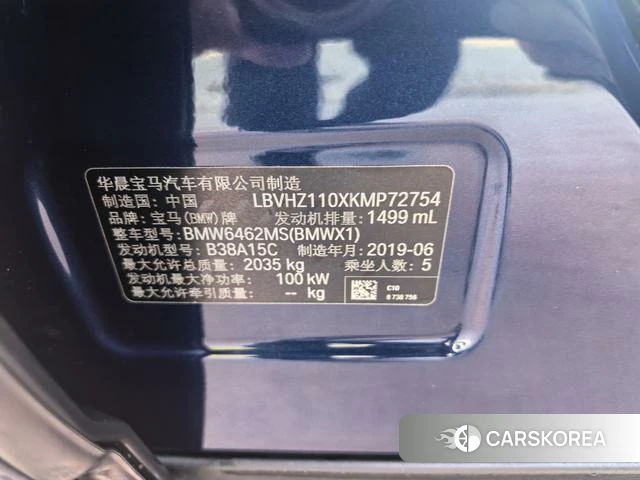 华晨宝马汽车有限公司制造
制造国: 中国 LBVHZ110XKMP72754
品牌: 宝马(BMW)牌 发动机排量: 1499 mL
整车型号: BMW6462MS(BMWX1)
发动机型号: B38A15C 制造年月: 2019-06
最大允许总质量: 2035 kg 乘坐人数: 5
发动机最大净功率: 100 kW
最大允许牵引质量: -- kg
C10
8 738 756
CARSKOREA